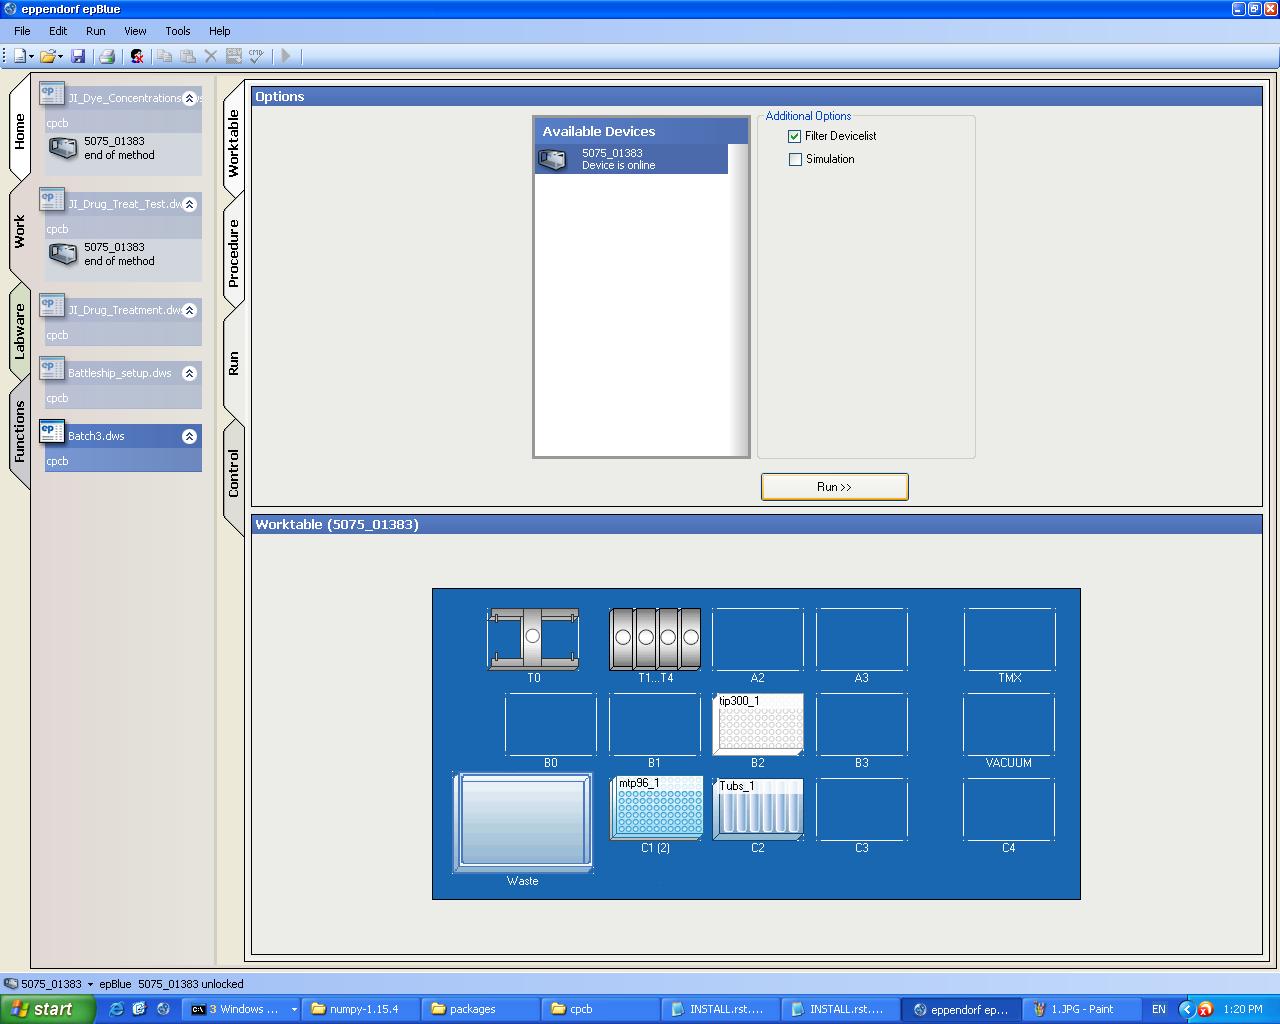 eppendorf epBlue
File Edit Run View Tools Help
CMD
Home
Work
Labware
Functions
JI_Dye_Concentrations
cpcb
5075_01383
end of method
JI_Drug_Treat_Test.dw
cpcb
5075_01383
end of method
JI_Drug_Treatment.dws
cpcb
Battleship_setup.dws
cpcb
ep Batch3.dws
cpcb
Worktable
Procedure
Run
Control
Options
Available Devices
5075_01383
Device is online
Additional Options
Filter Devicelist
Simulation
Run >>
Worktable (5075_01383)
T0 T1...T4 A2 A3 TMX
tip300_1
B0 B1 B2 B3 VACUUM
mtp96_1 Tubs_1
C1 (2) C2 C3 C4
Waste
5075_01383 epBlue 5075_01383 unlocked
start 3 Windows ... numpy-1.15.4 packages cpcb INSTALL.rst.... INSTALL.rst.... eppendorf ep... 1.JPG - Paint EN 1:20 PM